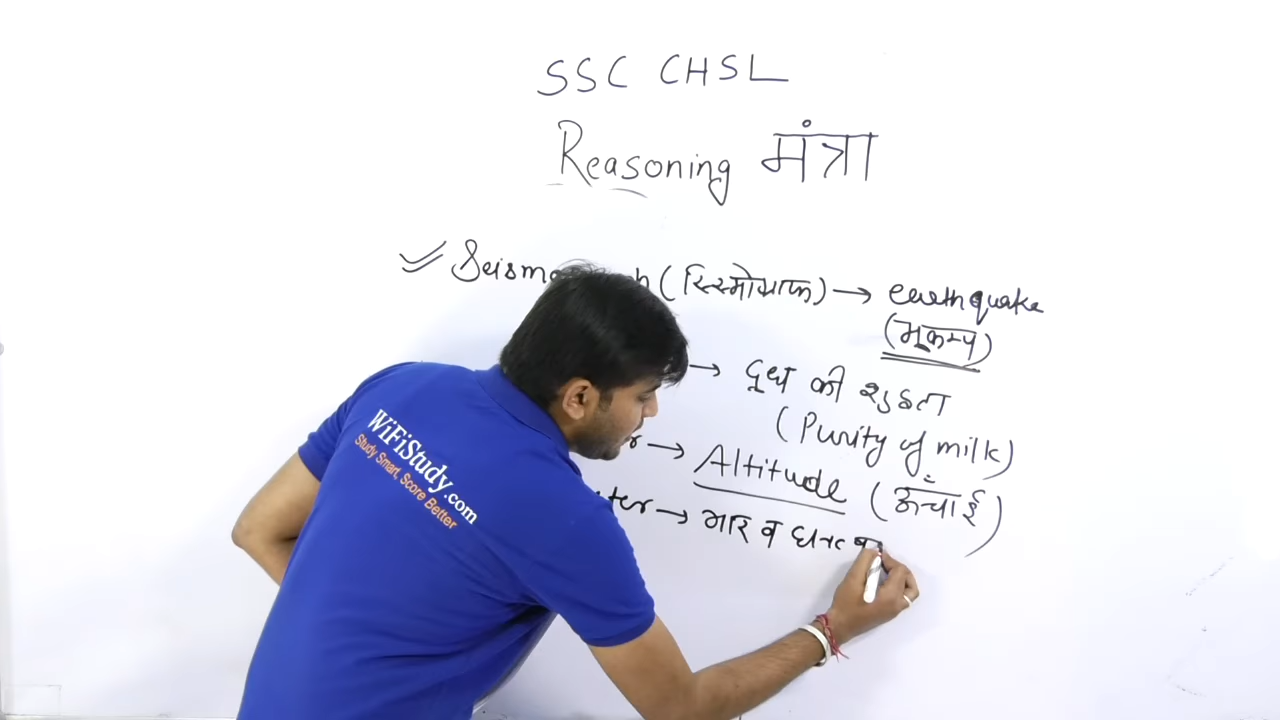 SSC CHSL
Reasoning मंत्रा
(सिस्मोग्राफ) → earthquake
(भूकम्प)
→ दूध की शुद्धता
(Purity of milk)
→ Altitude (ऊँचाई)
→ भार व घनत्व
WiFiStudy.com
Study Smart, Score Better